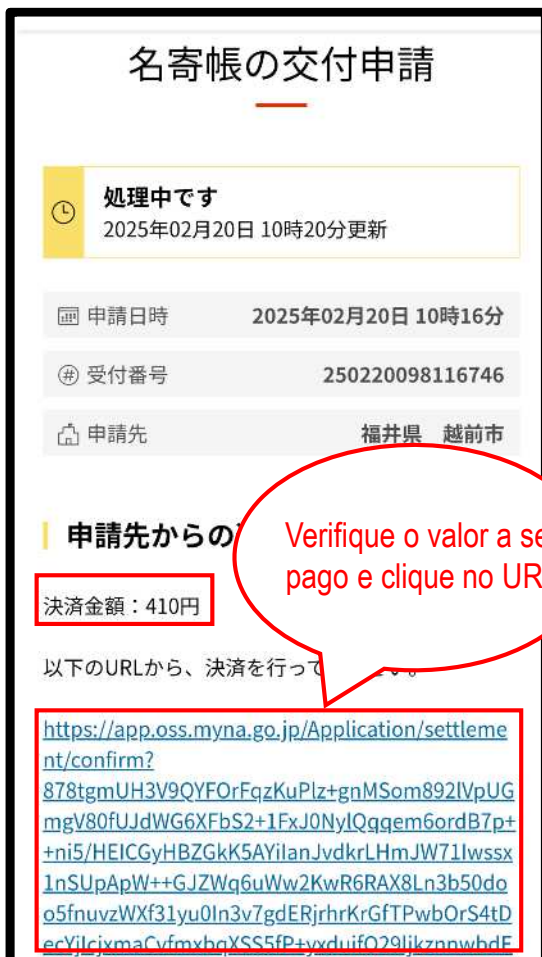 名寄帳の交付申請
処理中です
2025年02月20日 10時20分更新
申請日時 2025年02月20日 10時16分
# 受付番号 250220098116746
申請先 福井県 越前市
申請先からの
Verifique o valor a se
pago e clique no UR
決済金額：410円
以下のURLから、決済を行って
https://app.oss.myna.go.jp/Application/settleme
nt/confirm?
878tgmUH3V9QYFOrFqzKuPlz+gnMSom892lVpUG
mgV80fUJdWG6XFbS2+1FxJ0NylQqqem6ordB7p+
+ni5/HEICGyHBZGkK5AYiIanJvdkrLHmJW71Iwssx
1nSUpApW++GJZWq6uWw2KwR6RAX8Ln3b50do
o5fnuvzWXf31yu0In3v7gdERjrhrKrGfTPwbOrS4tD